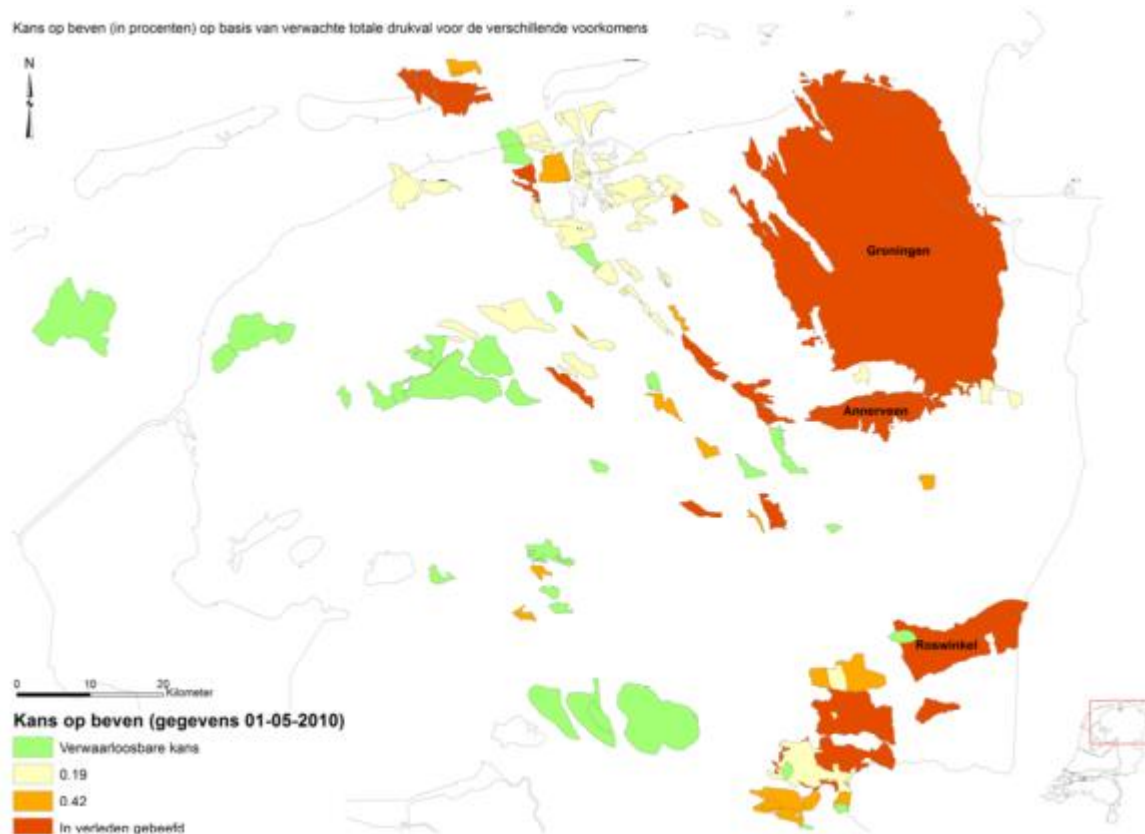 Kans op beven (in procenten) op basis van verwachte totale drukval voor de verschillende voorkomens
N
Groningen
Annerveen
Roswinkel
0 10 20
Kilometer
Kans op beven (gegevens 01-05-2010)
Verwaarloosbare kans
0.19
0.42
In verleden gebeefd